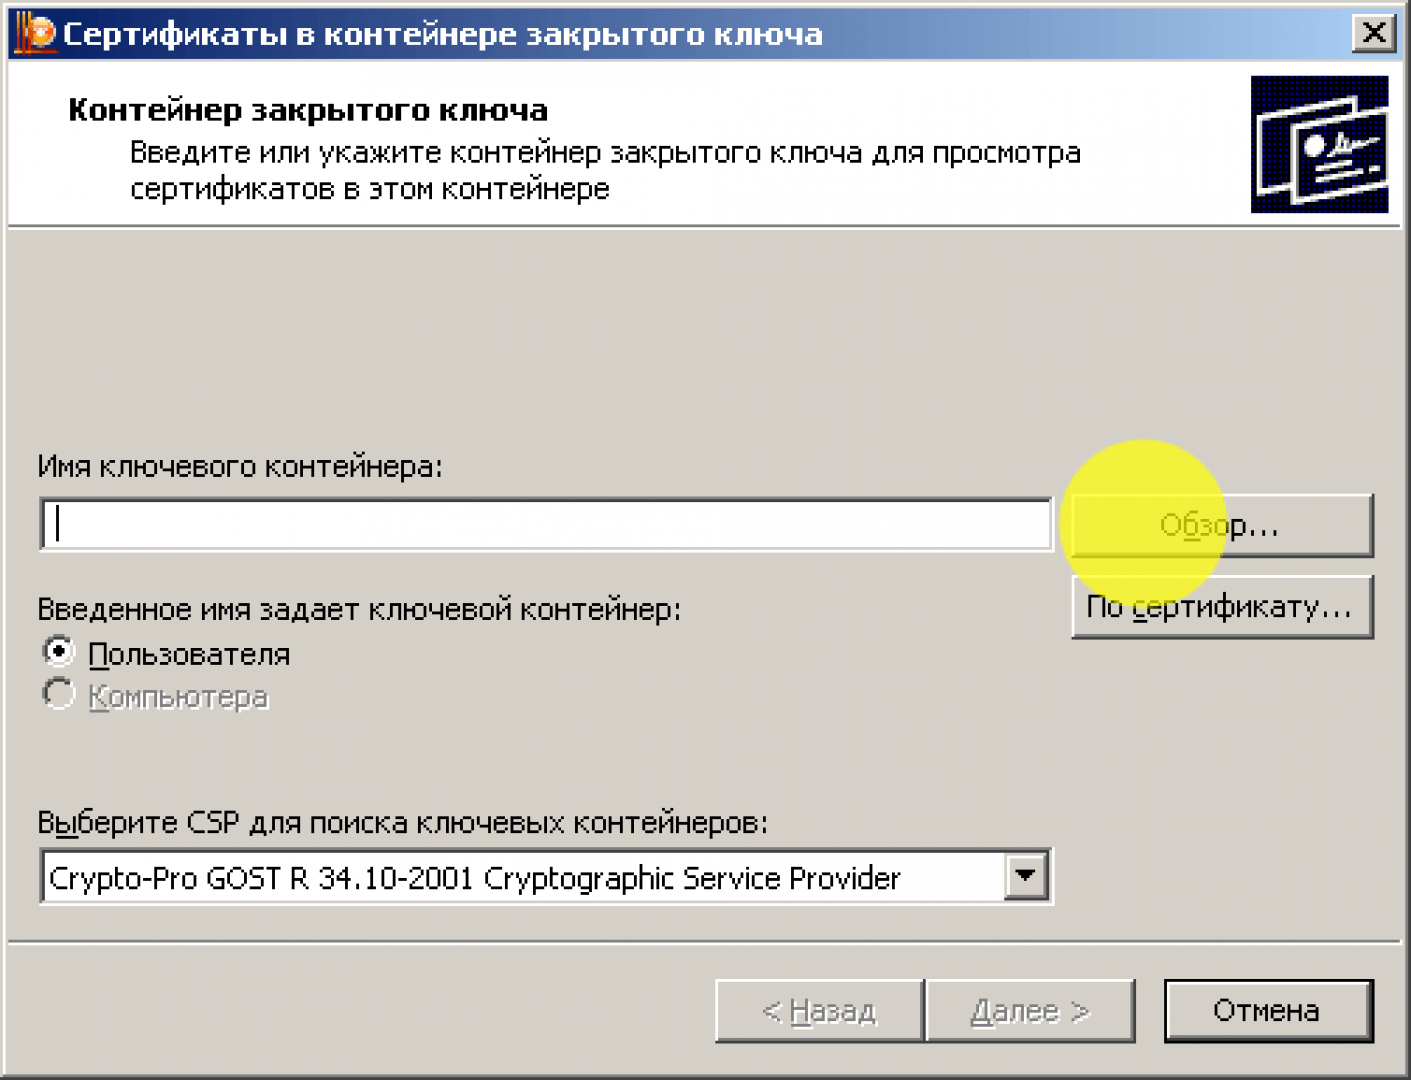 Сертификаты в контейнере закрытого ключа
Контейнер закрытого ключа
Введите или укажите контейнер закрытого ключа для просмотра
сертификатов в этом контейнере
Имя ключевого контейнера:
Обзор...
Введенное имя задает ключевой контейнер:
По сертификату...
Пользователя
Компьютера
Выберите CSP для поиска ключевых контейнеров:
Crypto-Pro GOST R 34.10-2001 Cryptographic Service Provider
< Назад
Далее >
Отмена